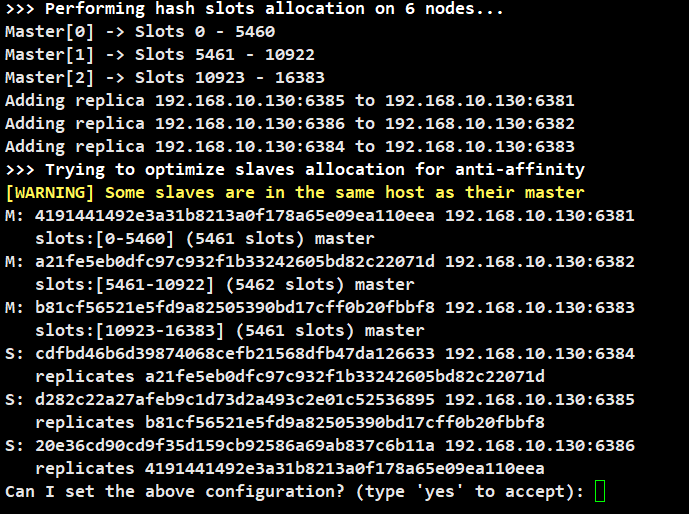 >>> Performing hash slots allocation on 6 nodes...
Master[0] -> Slots 0 - 5460
Master[1] -> Slots 5461 - 10922
Master[2] -> Slots 10923 - 16383
Adding replica 192.168.10.130:6385 to 192.168.10.130:6381
Adding replica 192.168.10.130:6386 to 192.168.10.130:6382
Adding replica 192.168.10.130:6384 to 192.168.10.130:6383
>>> Trying to optimize slaves allocation for anti-affinity
[WARNING] Some slaves are in the same host as their master
M: 4191441492e3a31b8213a0f178a65e09ea110eea 192.168.10.130:6381
   slots:[0-5460] (5461 slots) master
M: a21fe5eb0dfc97c932f1b33242605bd82c22071d 192.168.10.130:6382
   slots:[5461-10922] (5462 slots) master
M: b81cf56521e5fd9a82505390bd17cff0b20fbbf8 192.168.10.130:6383
   slots:[10923-16383] (5461 slots) master
S: cdfbd46b6d39874068cefb21568dfb47da126633 192.168.10.130:6384
   replicates a21fe5eb0dfc97c932f1b33242605bd82c22071d
S: d282c22a27afeb9c1d73d2a493c2e01c52536895 192.168.10.130:6385
   replicates b81cf56521e5fd9a82505390bd17cff0b20fbbf8
S: 20e36cd90cd9f35d159cb92586a69ab837c6b11a 192.168.10.130:6386
   replicates 4191441492e3a31b8213a0f178a65e09ea110eea
Can I set the above configuration? (type 'yes' to accept):